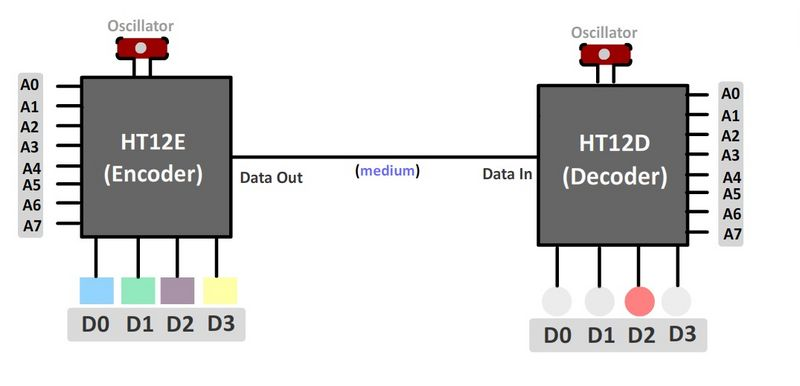 Oscillator
Oscillator
A0
A1
A2
A3
A4
A5
A6
A7
HT12E
(Encoder)
Data Out
(medium)
Data In
HT12D
(Decoder)
A0
A1
A2
A3
A4
A5
A6
A7
D0 D1 D2 D3
D0 D1 D2 D3